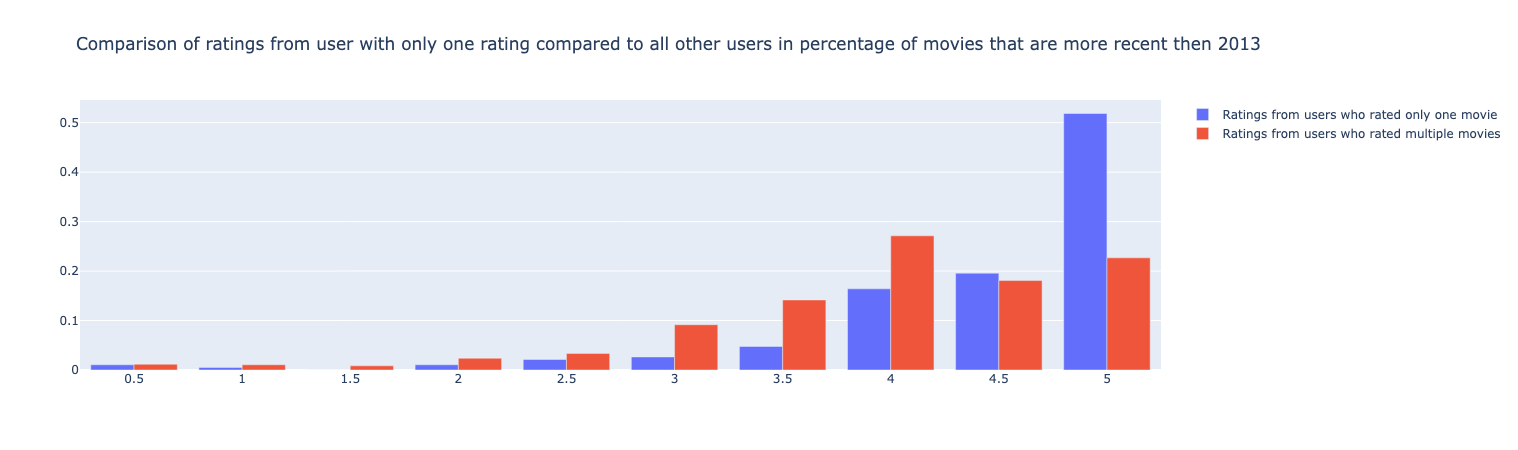 Comparison of ratings from user with only one rating compared to all other users in percentage of movies that are more recent then 2013
Ratings from users who rated only one movie
Ratings from users who rated multiple movies
0.5
0.4
0.3
0.2
0.1
0
0.5 1 1.5 2 2.5 3 3.5 4 4.5 5